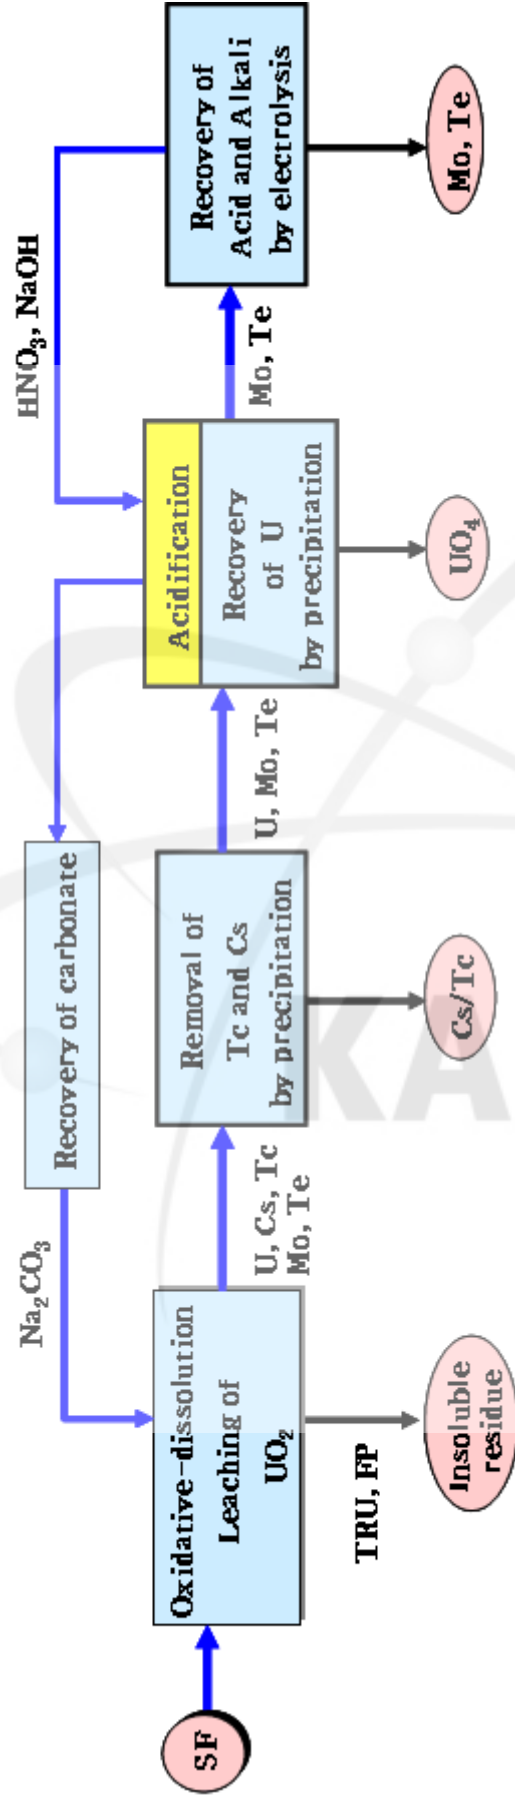 HNO₃, NaOH
Na₂CO₃
Recovery of carbonate
SF
Oxidative-dissolution
Leaching of
UO₂
U, Cs, Tc
Mo, Te
Removal of
Tc and Cs
by precipitation
U, Mo, Te
Acidification
Recovery
of U
by precipitation
Mo, Te
Recovery of
Acid and Alkali
by electrolysis
TRU, FP
Insoluble
residue
Cs/Tc
UO₄
Mo, Te
KA